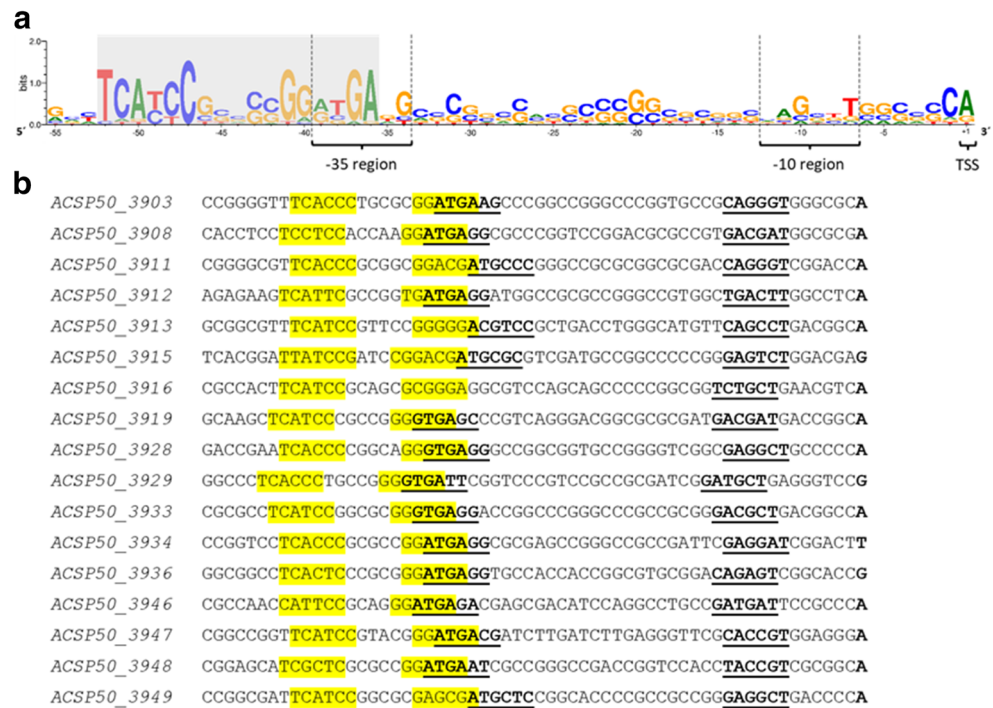 a
2.0
bits
1.0
0.0
5´ -55 -50 -45 -40 -35 -30 -25 -20 -15 -10 -5 +1 3´
-35 region -10 region TSS
b
ACSP50_3903 CCGGGGTTTCACCCTGCGCGGATGAAGCCCGGCCGGGCCCGGTGCCGCAGGGTGGGCGCA
ACSP50_3908 CACCTCCTCCTCCACCAAGGATGAGGCGCCCGGTCCGGACGCGCCGTGACGATGGCGCGA
ACSP50_3911 CGGGGCGTTCACCCGCGGCGGACGATGCCCGGGCCGCGCGGCGCGACCAGGGTCGGACCA
ACSP50_3912 AGAGAAGTCATTCGCCGGTGATGAGGATGGCCGCGCCGGGCCGTGGCTGACTTGGCCTCA
ACSP50_3913 GCGGCGTTTCATCCGTTCCGGGGGACGTCCGCTGACCTGGGCATGTTCAGCCTGACGGCA
ACSP50_3915 TCACGGATTATCCGATCCGGACGATGCGCGTCGATGCCGGCCCCCGGGAGTCTGGACGAG
ACSP50_3916 CGCCACTTCATCCGCAGCGCGGGAGGCGTCCAGCAGCCCCCGGCGGTCTGCTGAACGTCA
ACSP50_3919 GCAAGCTCATCCCGCCGGGGTGAGCCCGTCAGGGACGGCGCGCGATGACGATGACCGGCA
ACSP50_3928 GACCGAATCACCCCGGCAGGGTGAGGGCCGGCGGTGCCGGGGTCGGCGAGGCTGCCCCCA
ACSP50_3929 GGCCCTCACCCTGCCGGGGTGATTCGGTCCCGTCCGCCGCGATCGGATGCTGAGGGTCCG
ACSP50_3933 CGCGCCTCATCCGGCGCGGGTGAGGACCGGCCCGGGCCCGCCGCGGGACGCTGACGGCCA
ACSP50_3934 CCGGTCCTCACCCGCGCCGGATGAGGCGCGAGCCGGGCCGCCGATTCGAGGATCGGACTT
ACSP50_3936 GGCGGCCTCACTCCCGCGGGATGAGGTGCCACCACCGGCGTGCGGACAGAGTCGGCACCG
ACSP50_3946 CGCCAACCATTCCGCAGGGATGAGACGAGCGACATCCAGGCCTGCCGATGATTCCGCCCA
ACSP50_3947 CGGCCGGTTCATCCGTACGGGATGACGATCTTGATCTTGAGGGTTCGCACCGTGGAGGGA
ACSP50_3948 CGGAGCATCGCTCGCGCCGGATGAATCGCCGGGCCGACCGGTCCACCTACCGTCGCGGCA
ACSP50_3949 CCGGCGATTCATCCGGCGCGAGCGATGCTCCGGCACCCCGCCGCCGGGAGGCTGACCCCA